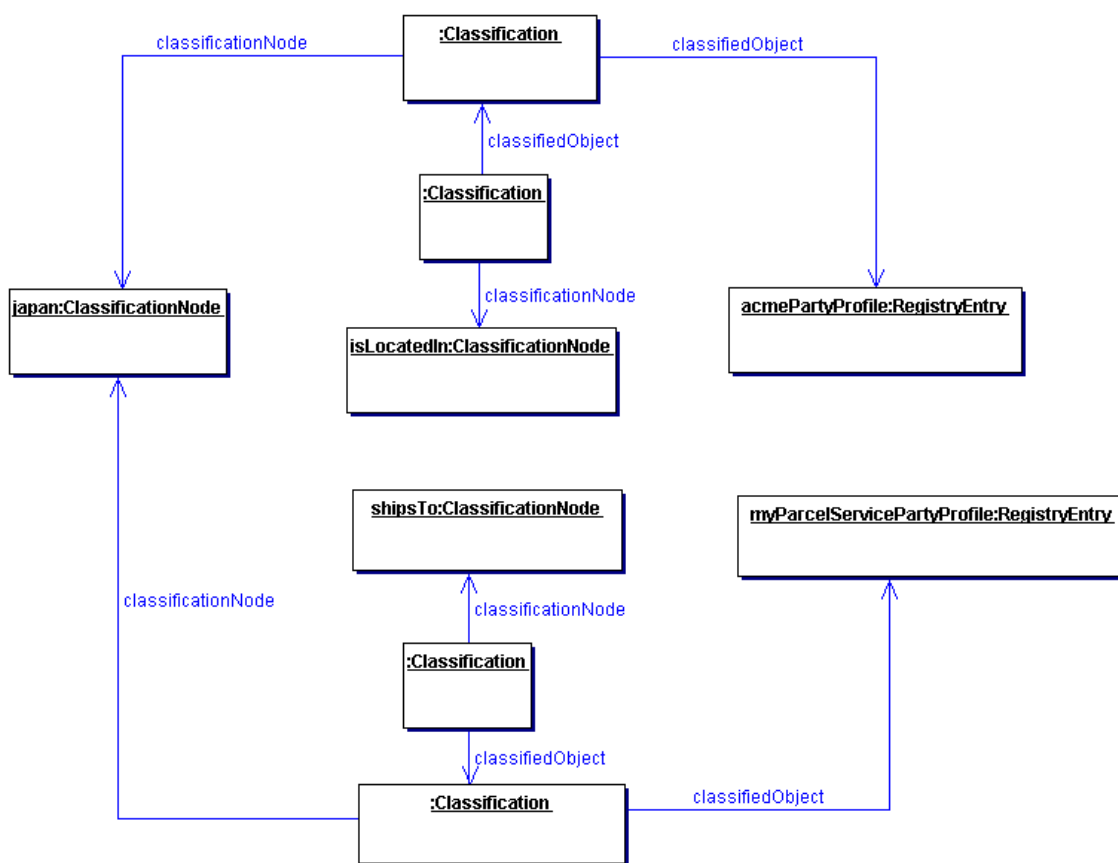 :Classification
classificationNode
classifiedObject
classifiedObject
:Classification
classificationNode
japan:ClassificationNode
acmePartyProfile:RegistryEntry
isLocatedIn:ClassificationNode
shipsTo:ClassificationNode
myParcelServicePartyProfile:RegistryEntry
classificationNode
classificationNode
:Classification
classifiedObject
classifiedObject
:Classification